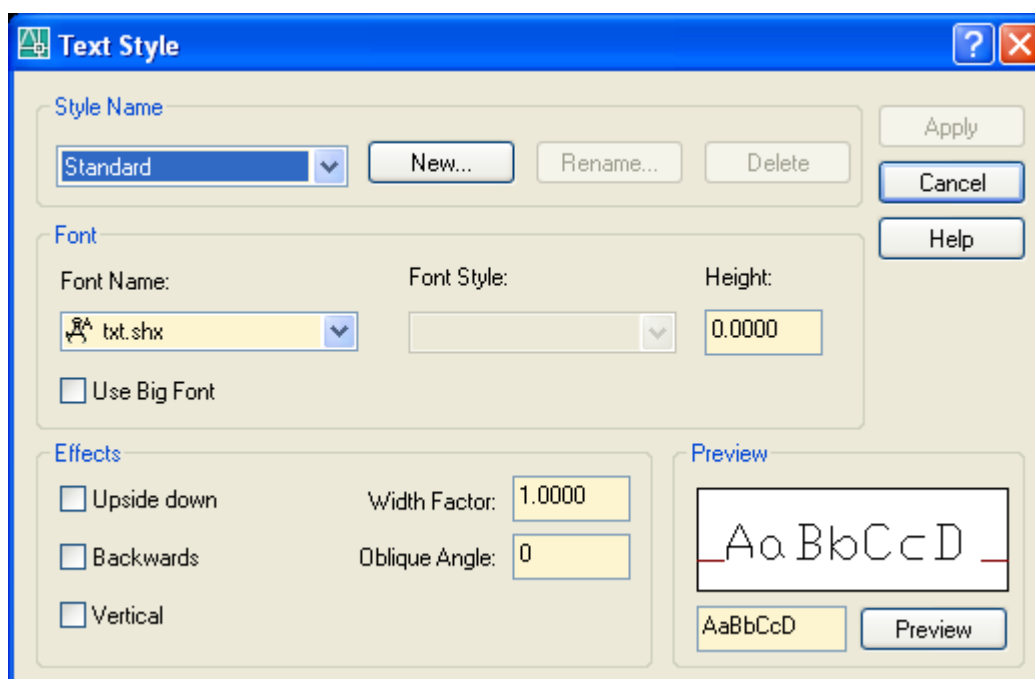 Text Style
Style Name
Standard
New...
Rename...
Delete
Apply
Cancel
Help
Font
Font Name:
Font Style:
Height:
txt.shx
0.0000
Use Big Font
Effects
Upside down
Width Factor:
1.0000
Backwards
Oblique Angle:
0
Vertical
Preview
AaBbCcD
AaBbCcD
Preview